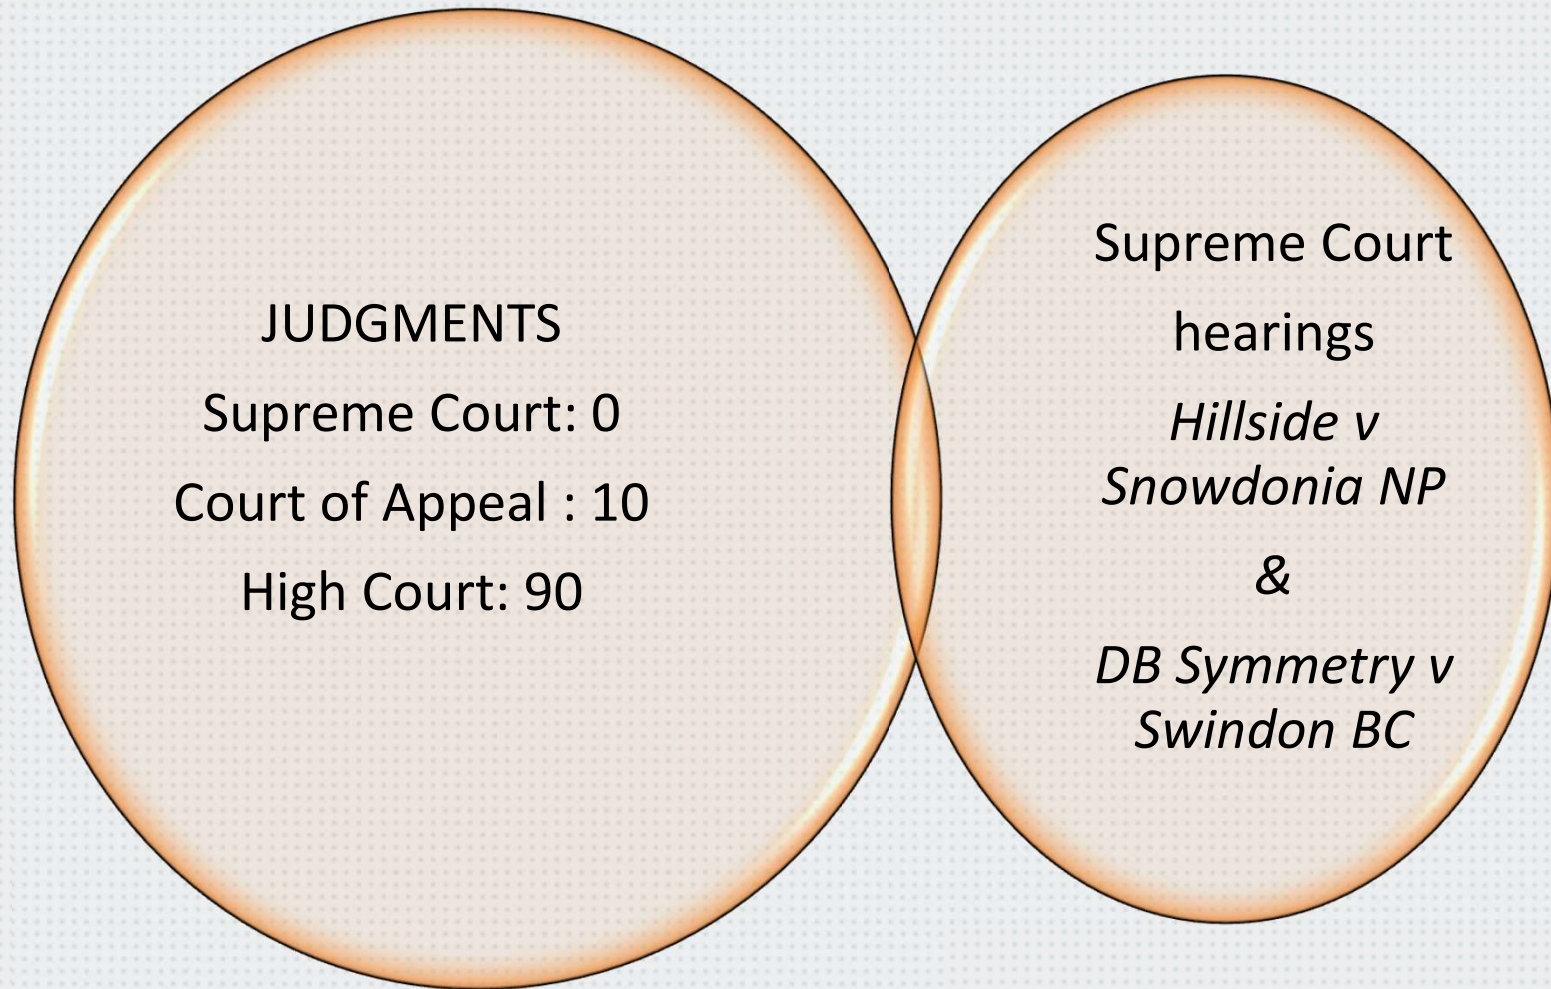 JUDGMENTS
Supreme Court: 0
Court of Appeal : 10
High Court: 90
Supreme Court
hearings
Hillside v
Snowdonia NP
&
DB Symmetry v
Swindon BC